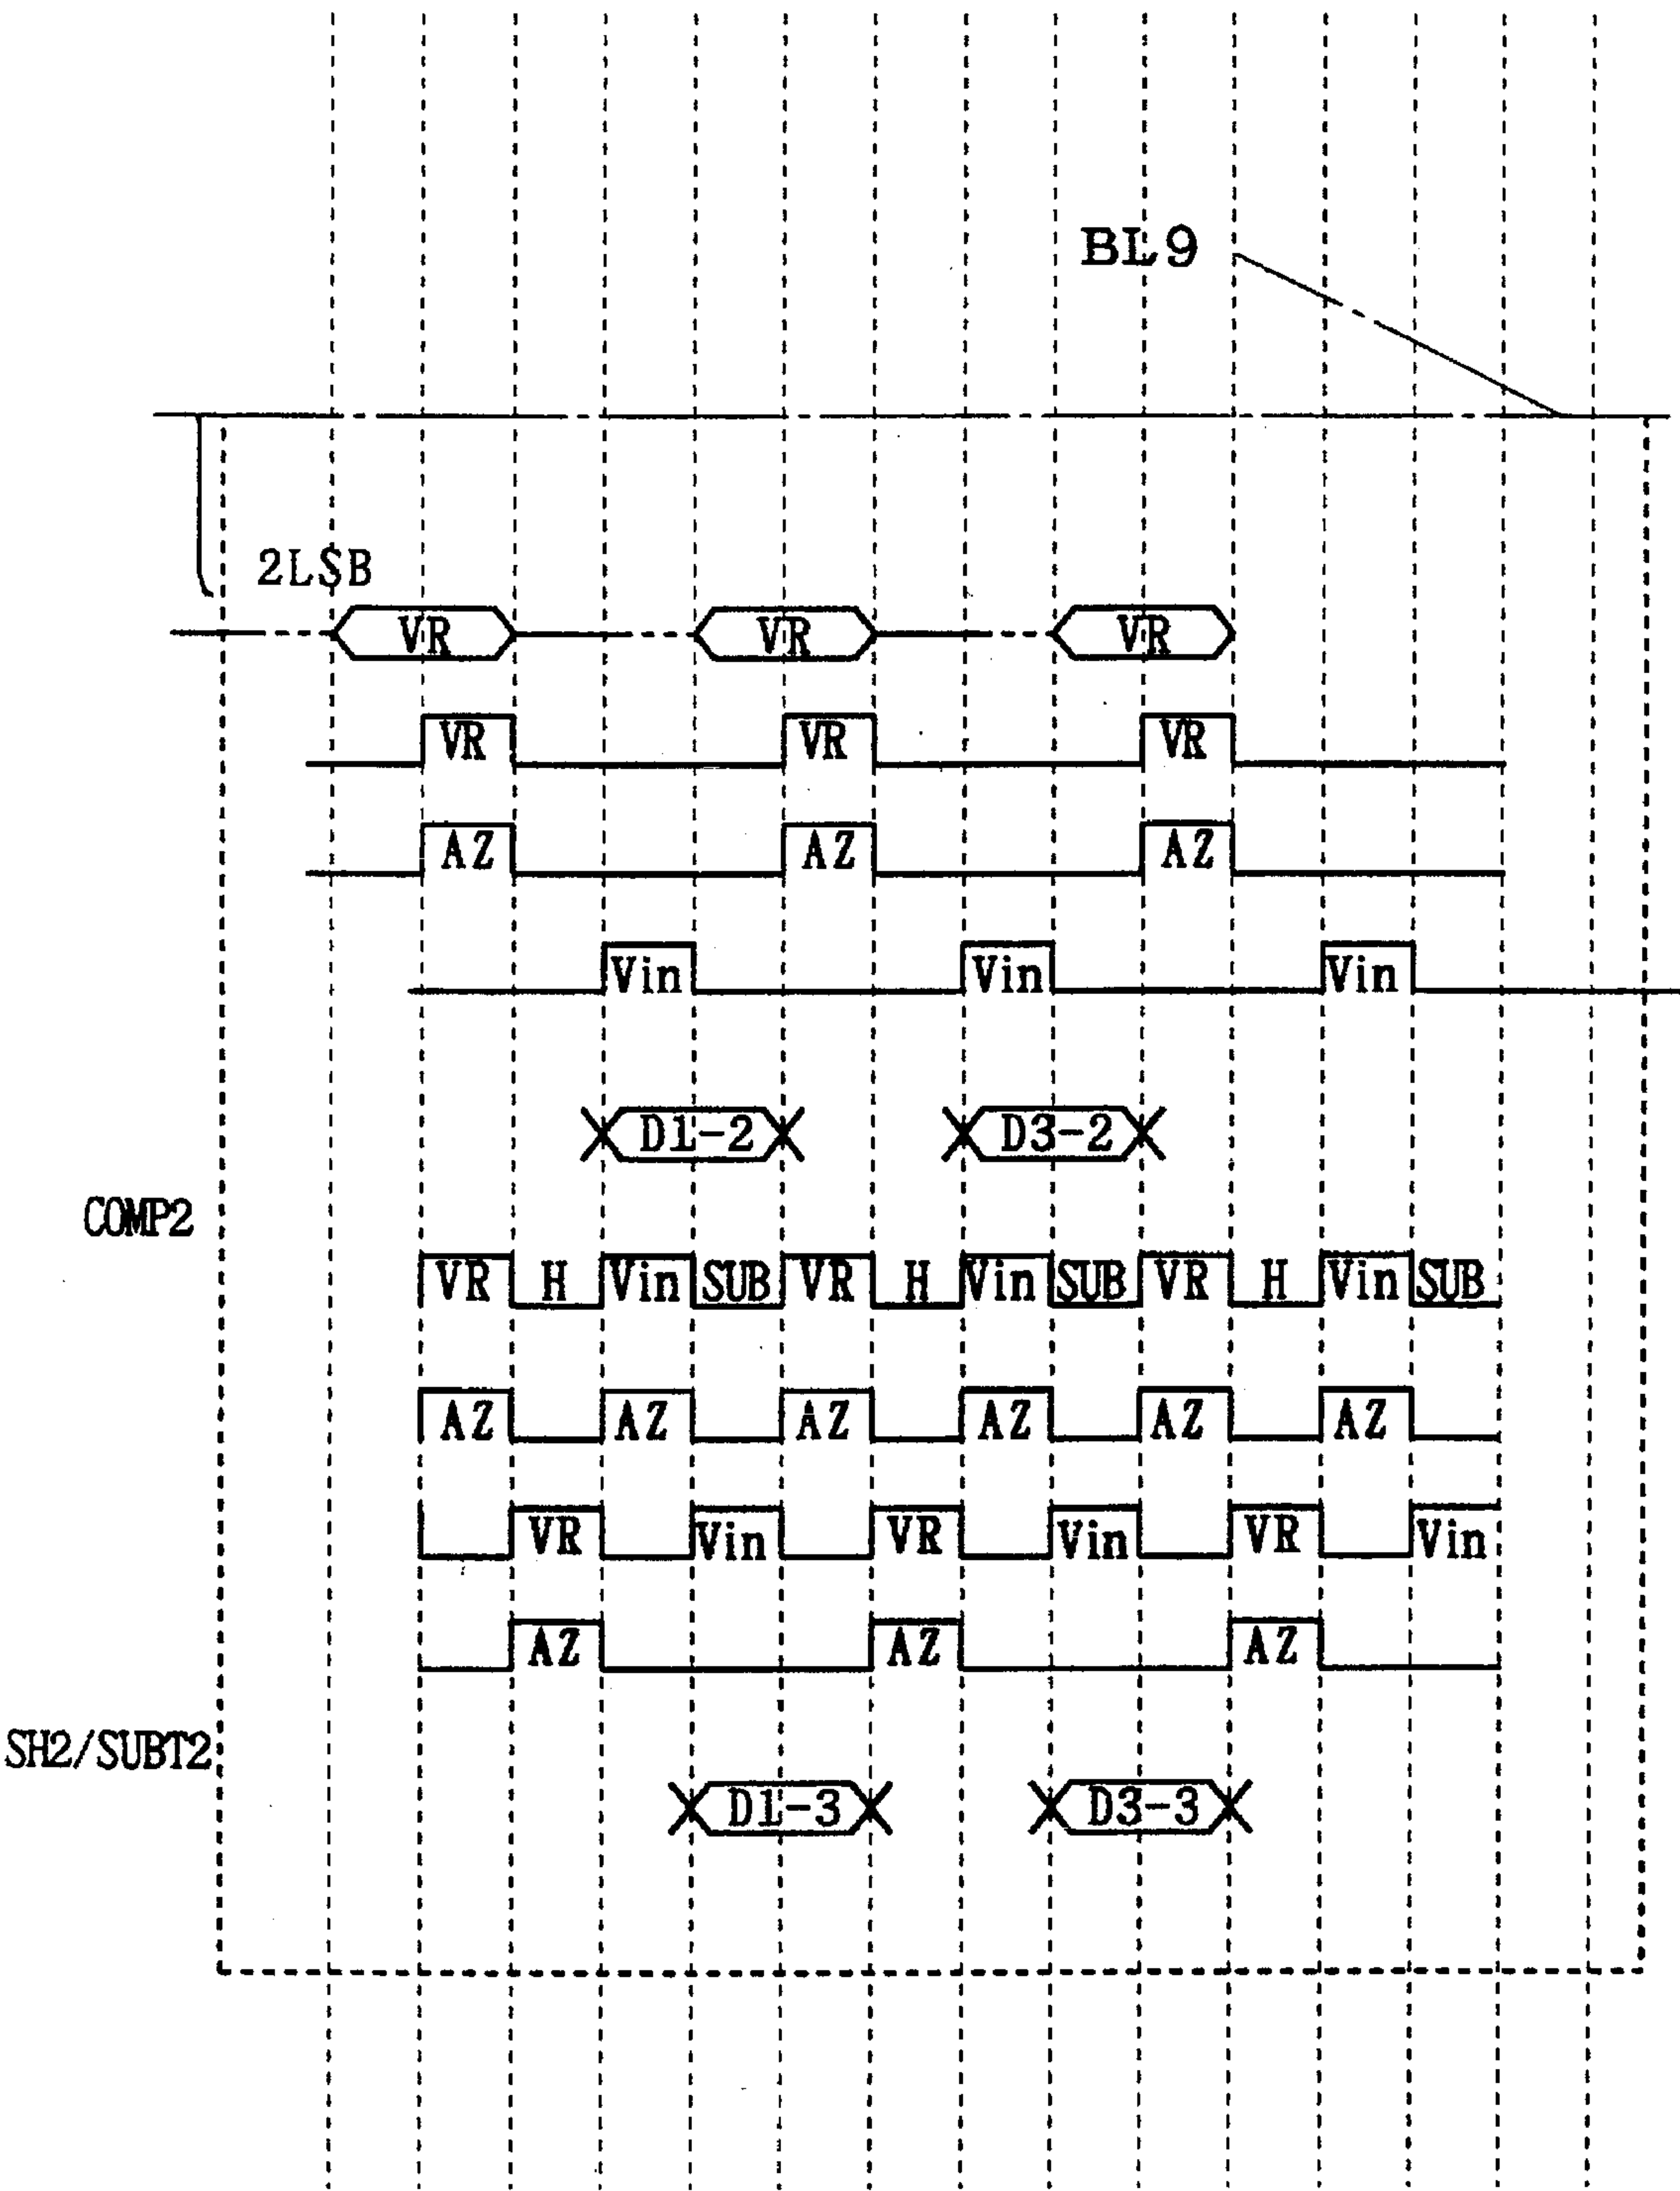 BL9
2LSB
VR VR VR
VR VR VR
AZ AZ AZ
Vin Vin Vin
D1-2 D3-2
COMP2
VR H Vin SUB VR H Vin SUB VR H Vin SUB
AZ AZ AZ AZ AZ AZ
VR Vin VR Vin VR Vin
AZ AZ AZ
SH2/SUBT2
D1-3 D3-3